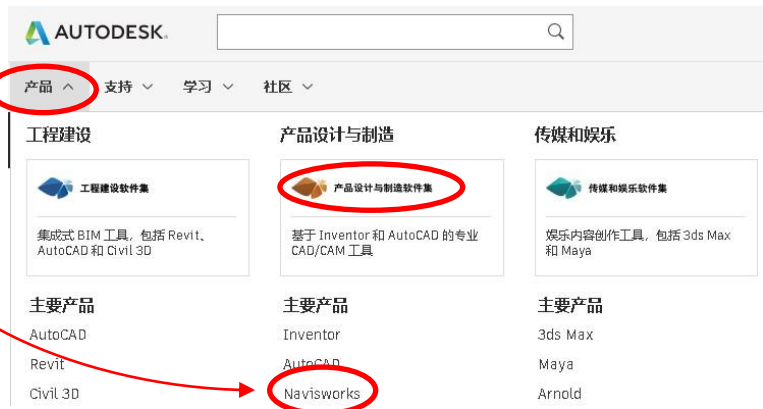 AUTODESK.
产品 支持 学习 社区
工程建设
工程建设软件集
集成式 BIM 工具，包括 Revit、
AutoCAD 和 Civil 3D
主要产品
AutoCAD
Revit
Civil 3D
产品设计与制造
产品设计与制造软件集
基于 Inventor 和 AutoCAD 的专业
CAD/CAM 工具
主要产品
Inventor
AutoCAD
Navisworks
传媒和娱乐
传媒和娱乐软件集
娱乐内容创作工具，包括 3ds Max
和 Maya
主要产品
3ds Max
Maya
Arnold